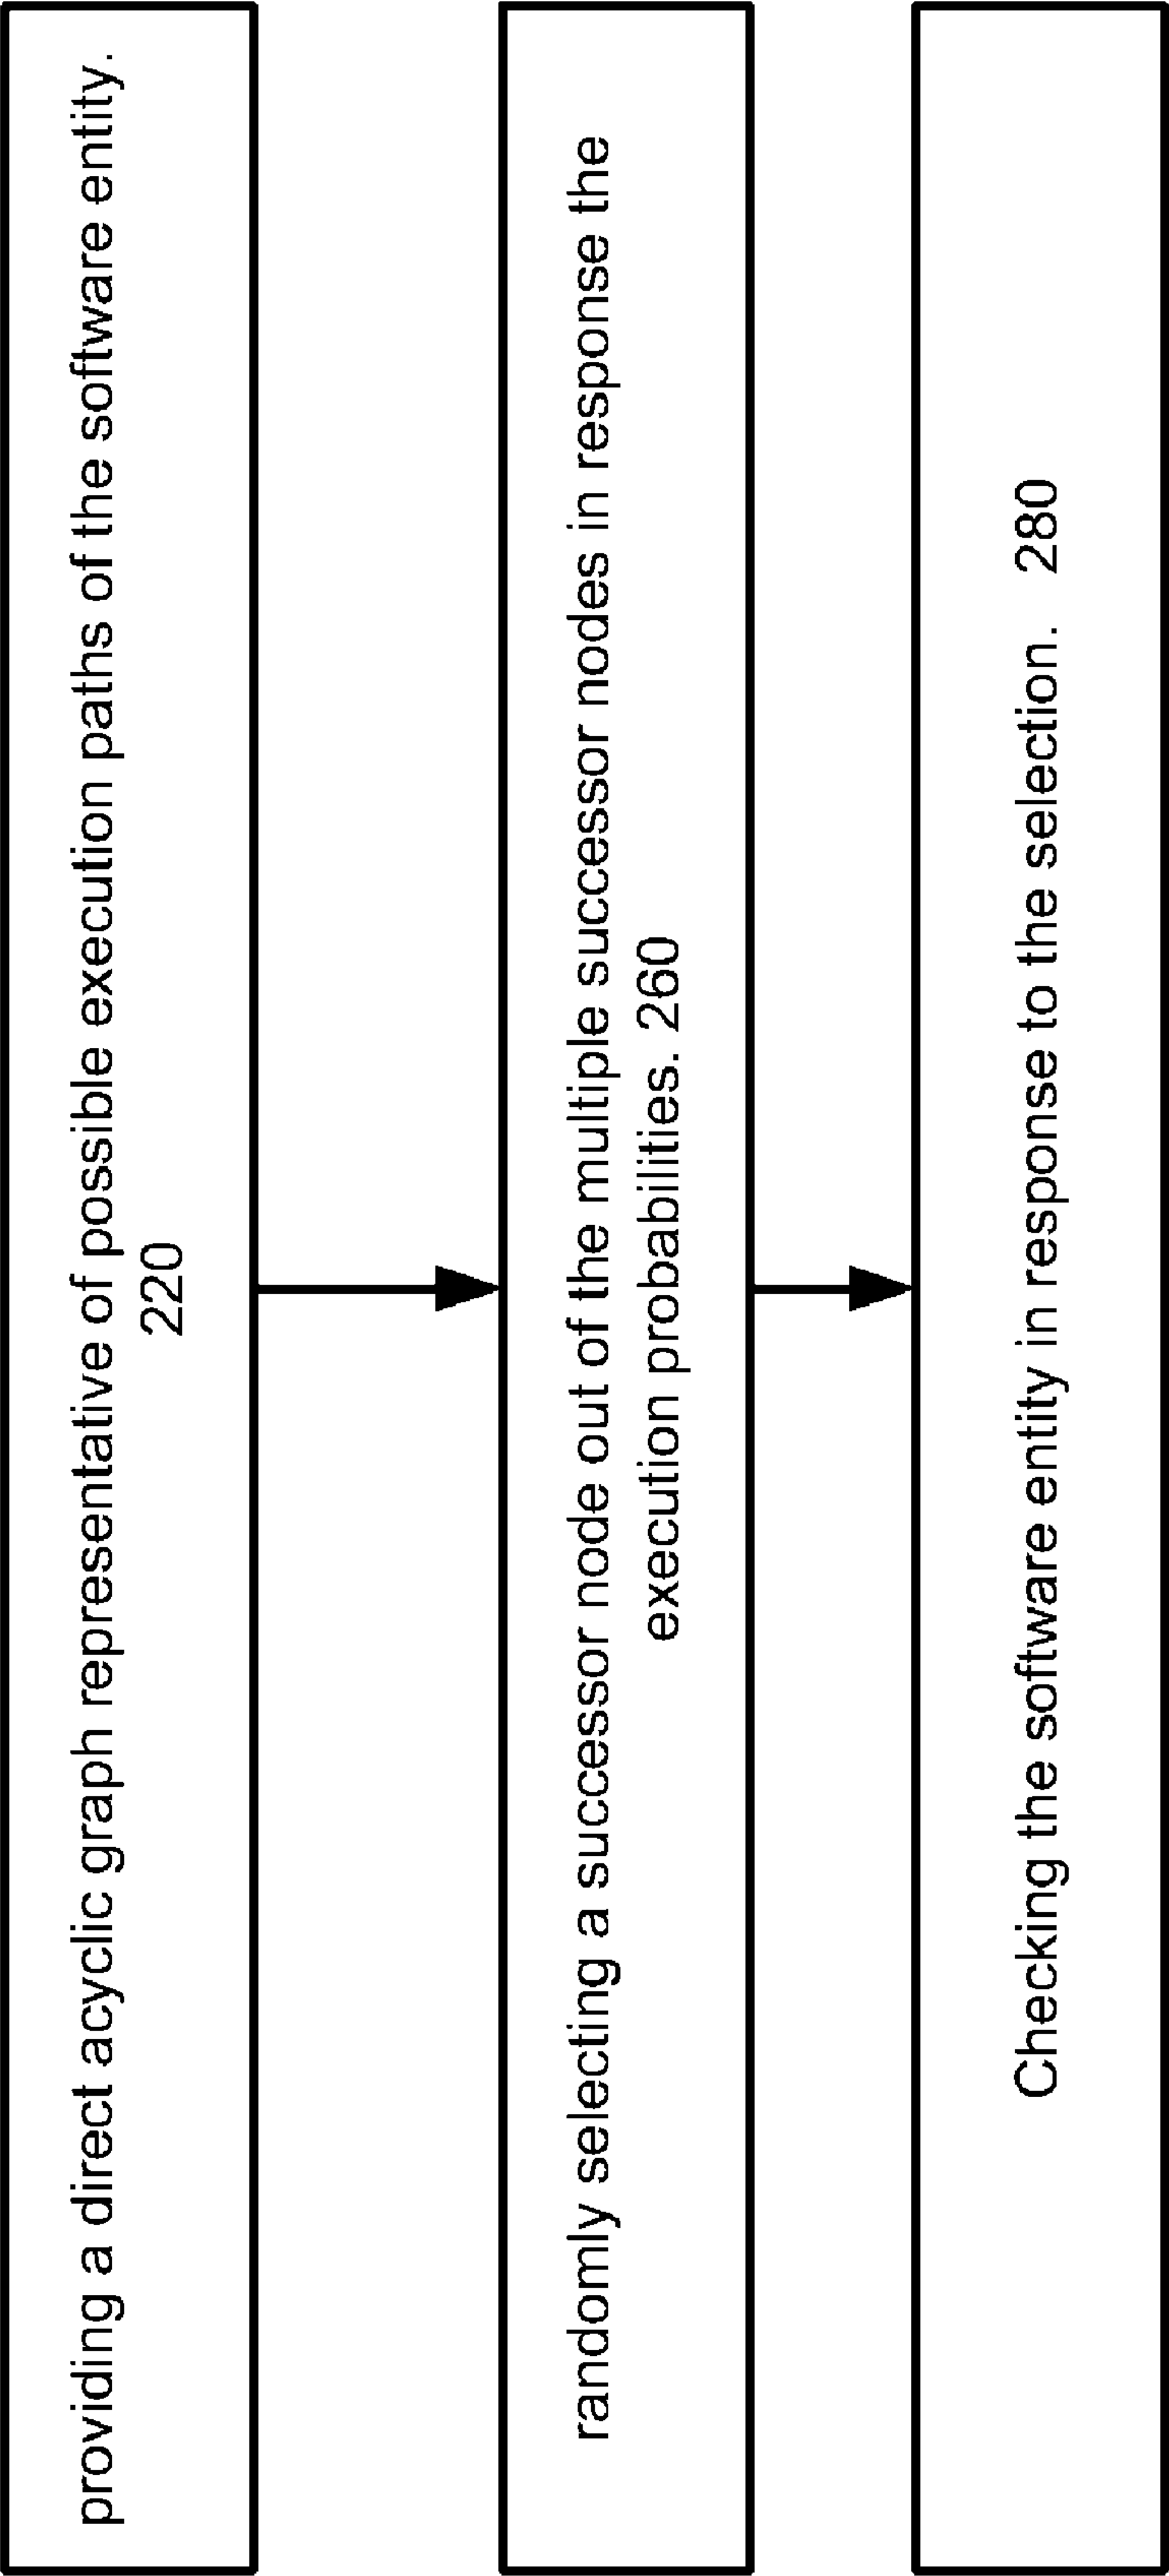 providing a direct acyclic graph representative of possible execution paths of the software entity.
220
randomly selecting a successor node out of the multiple successor nodes in response the
execution probabilities. 260
Checking the software entity in response to the selection. 280